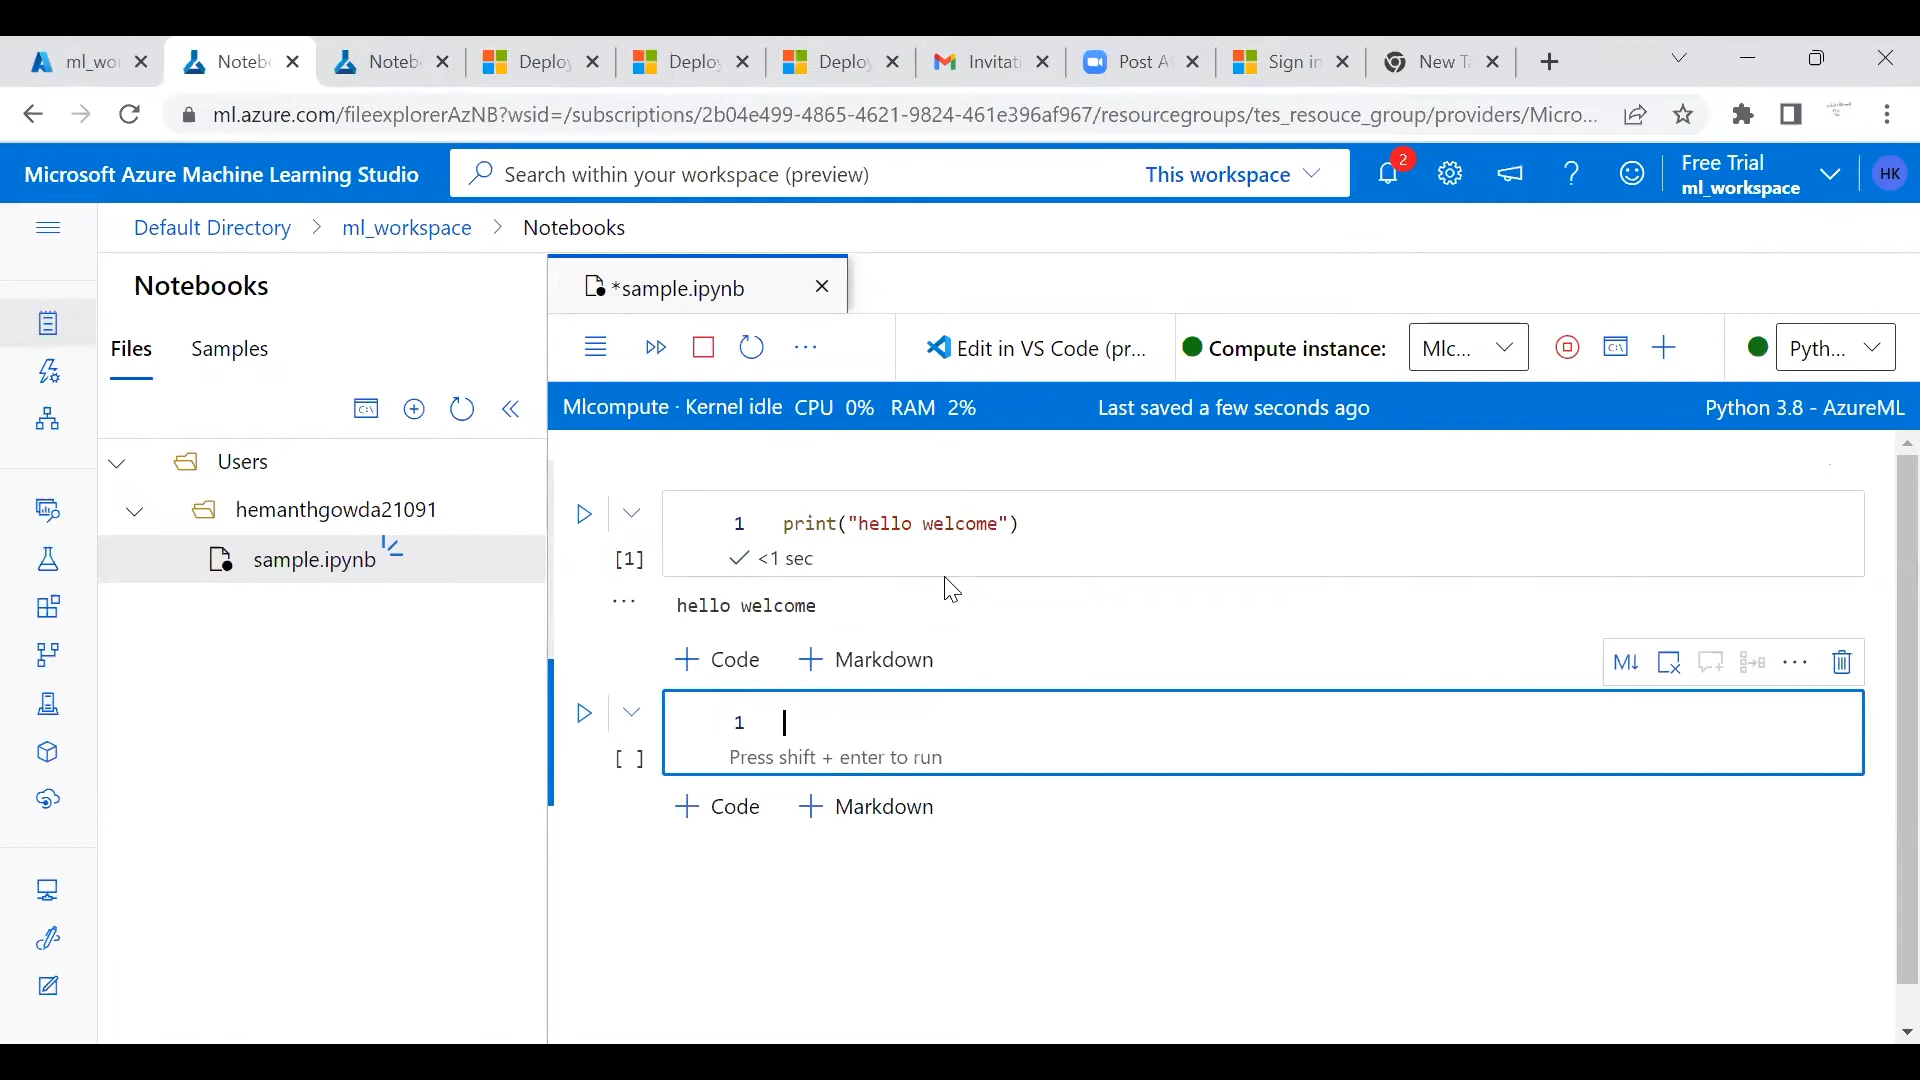 ml_wo
Noteb
Noteb
Deploy
Deploy
Deploy
Invitati
Post A
Sign in
New T
ml.azure.com/fileexplorerAzNB?wsid=/subscriptions/2b04e499-4865-4621-9824-461e396af967/resourcegroups/tes_resouce_group/providers/Micro...
Microsoft Azure Machine Learning Studio
Search within your workspace (preview)
This workspace
2
Free Trial
ml_workspace
HK
Default Directory > ml_workspace > Notebooks
Notebooks
*sample.ipynb
Files
Samples
Edit in VS Code (pr...
Compute instance:
Mlc...
Pyth...
Mlcompute · Kernel idle CPU 0% RAM 2%
Last saved a few seconds ago
Python 3.8 - AzureML
Users
hemanthgowda21091
sample.ipynb
1 print("hello welcome")
[1]
<1 sec
hello welcome
+ Code + Markdown
M↓
1
[ ]
Press shift + enter to run
+ Code + Markdown